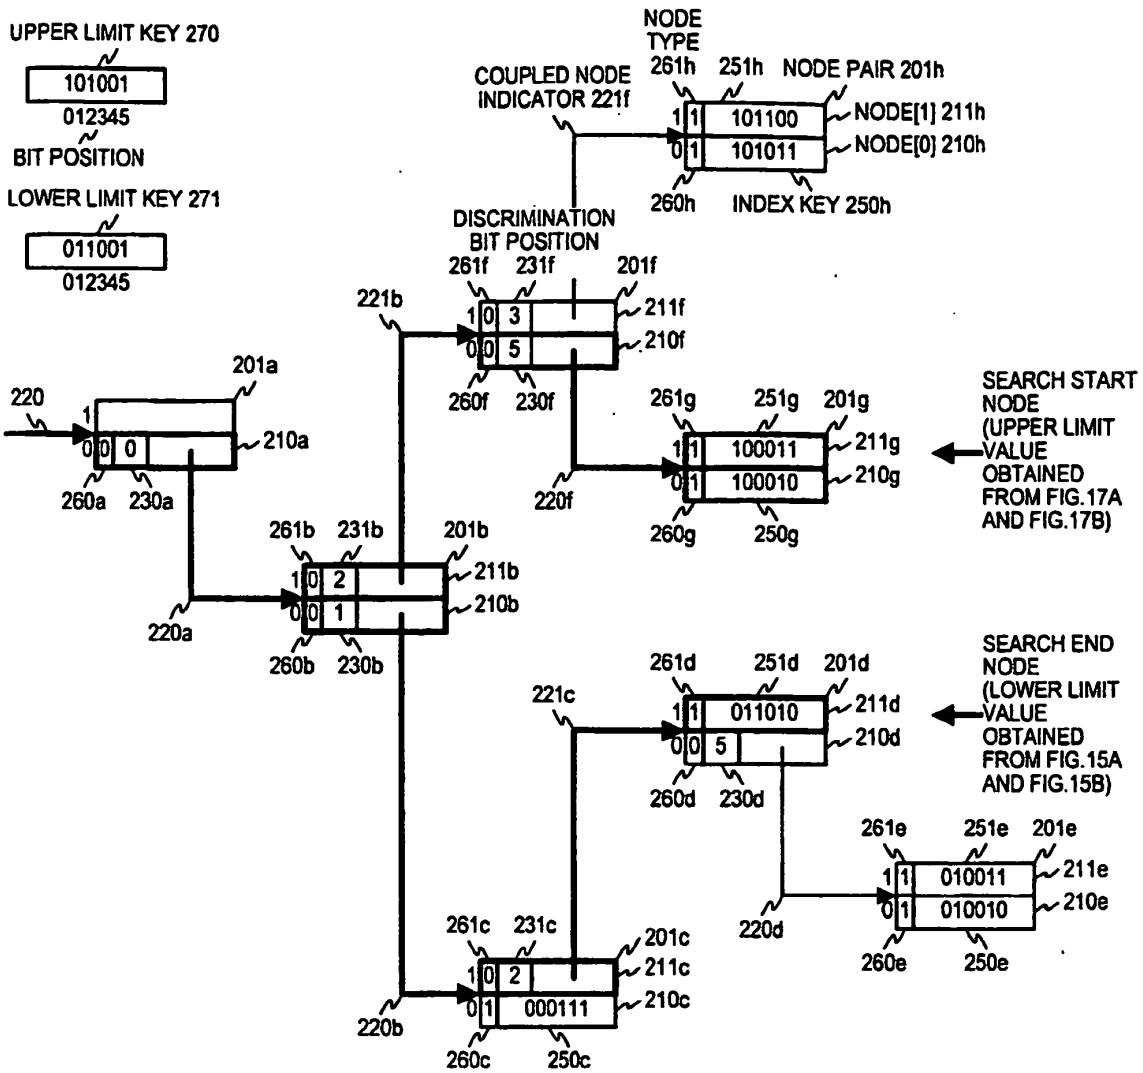 UPPER LIMIT KEY 270
101001
012345
BIT POSITION
LOWER LIMIT KEY 271
011001
012345
NODE
TYPE
261h
251h
NODE PAIR 201h
COUPLED NODE
INDICATOR 221f
1
1
101100
NODE[1] 211h
0
1
101011
NODE[0] 210h
260h
INDEX KEY 250h
DISCRIMINATION
BIT POSITION
261f
231f
201f
221b
1
0
3
211f
0
0
5
210f
260f
230f
220
201a
1
0
0
0
210a
260a
230a
261g
251g
201g
1
1
100011
211g
0
1
100010
210g
220f
260g
250g
SEARCH START
NODE
(UPPER LIMIT
VALUE
OBTAINED
FROM FIG.17A
AND FIG.17B)
261b
231b
201b
1
0
2
211b
0
0
1
210b
220a
260b
230b
261d
251d
201d
221c
1
1
011010
211d
0
0
5
210d
260d
230d
SEARCH END
NODE
(LOWER LIMIT
VALUE
OBTAINED
FROM FIG.15A
AND FIG.15B)
261e
251e
201e
1
1
010011
211e
0
1
010010
210e
220d
260e
250e
261c
231c
201c
1
0
2
211c
0
1
000111
210c
220b
260c
250c